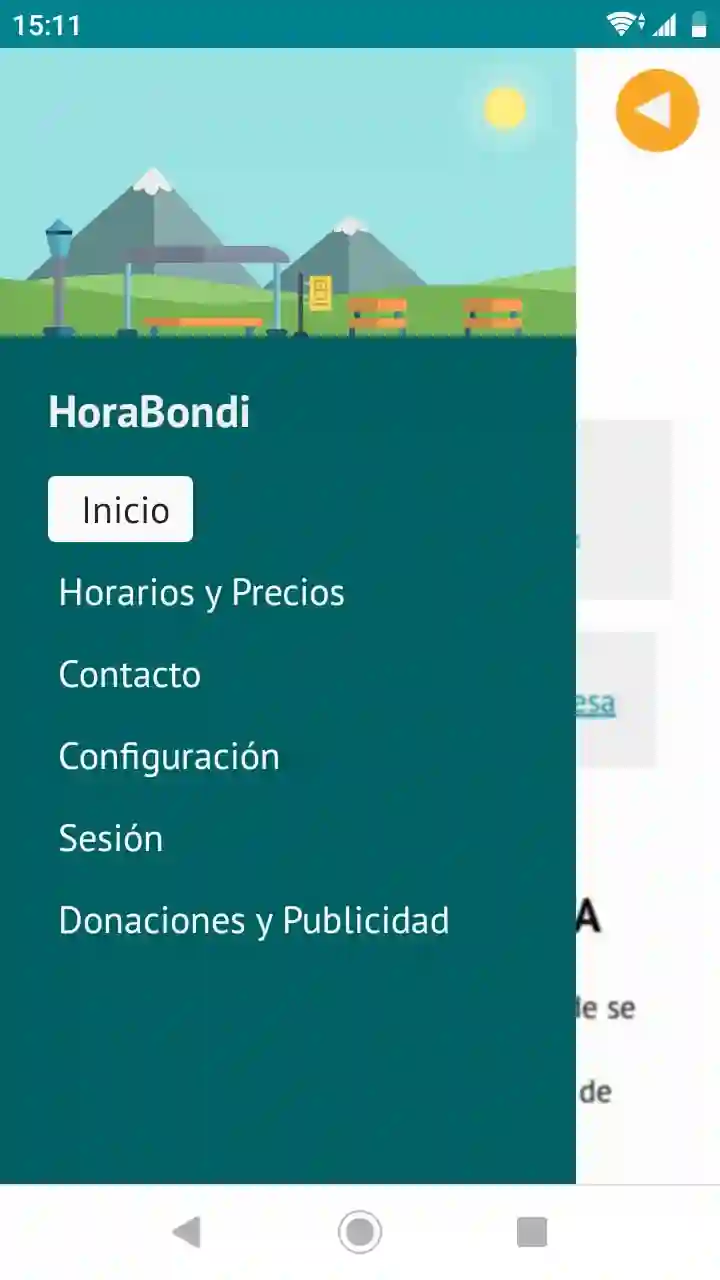 15:11
HoraBondi
Inicio
Horarios y Precios
Contacto
Configuración
Sesión
Donaciones y Publicidad
esa
A
de se
de